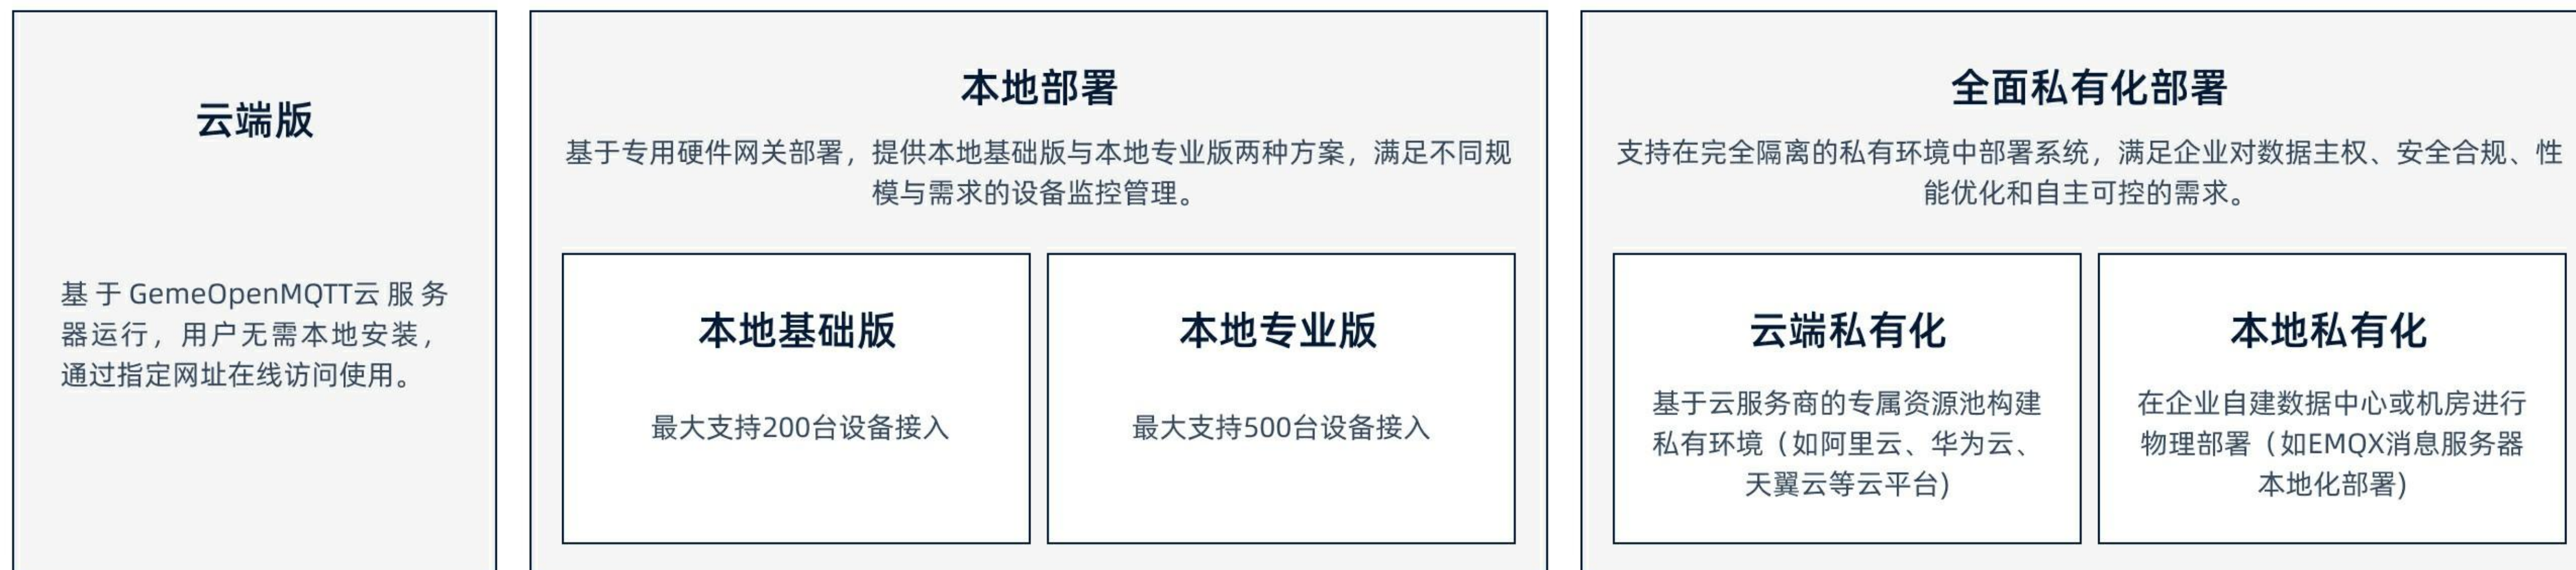 云端版
基于GemeOpenMQTT云服务
器运行，用户无需本地安装，
通过指定网址在线访问使用。
本地部署
基于专用硬件网关部署，提供本地基础版与本地专业版两种方案，满足不同规
模与需求的设备监控管理。
本地基础版
最大支持200台设备接入
本地专业版
最大支持500台设备接入
全面私有化部署
支持在完全隔离的私有环境中部署系统，满足企业对数据主权、安全合规、性
能优化和自主可控的需求。
云端私有化
基于云服务商的专属资源池构建
私有环境（如阿里云、华为云、
天翼云等云平台)
本地私有化
在企业自建数据中心或机房进行
物理部署（如EMQX消息服务器
本地化部署)